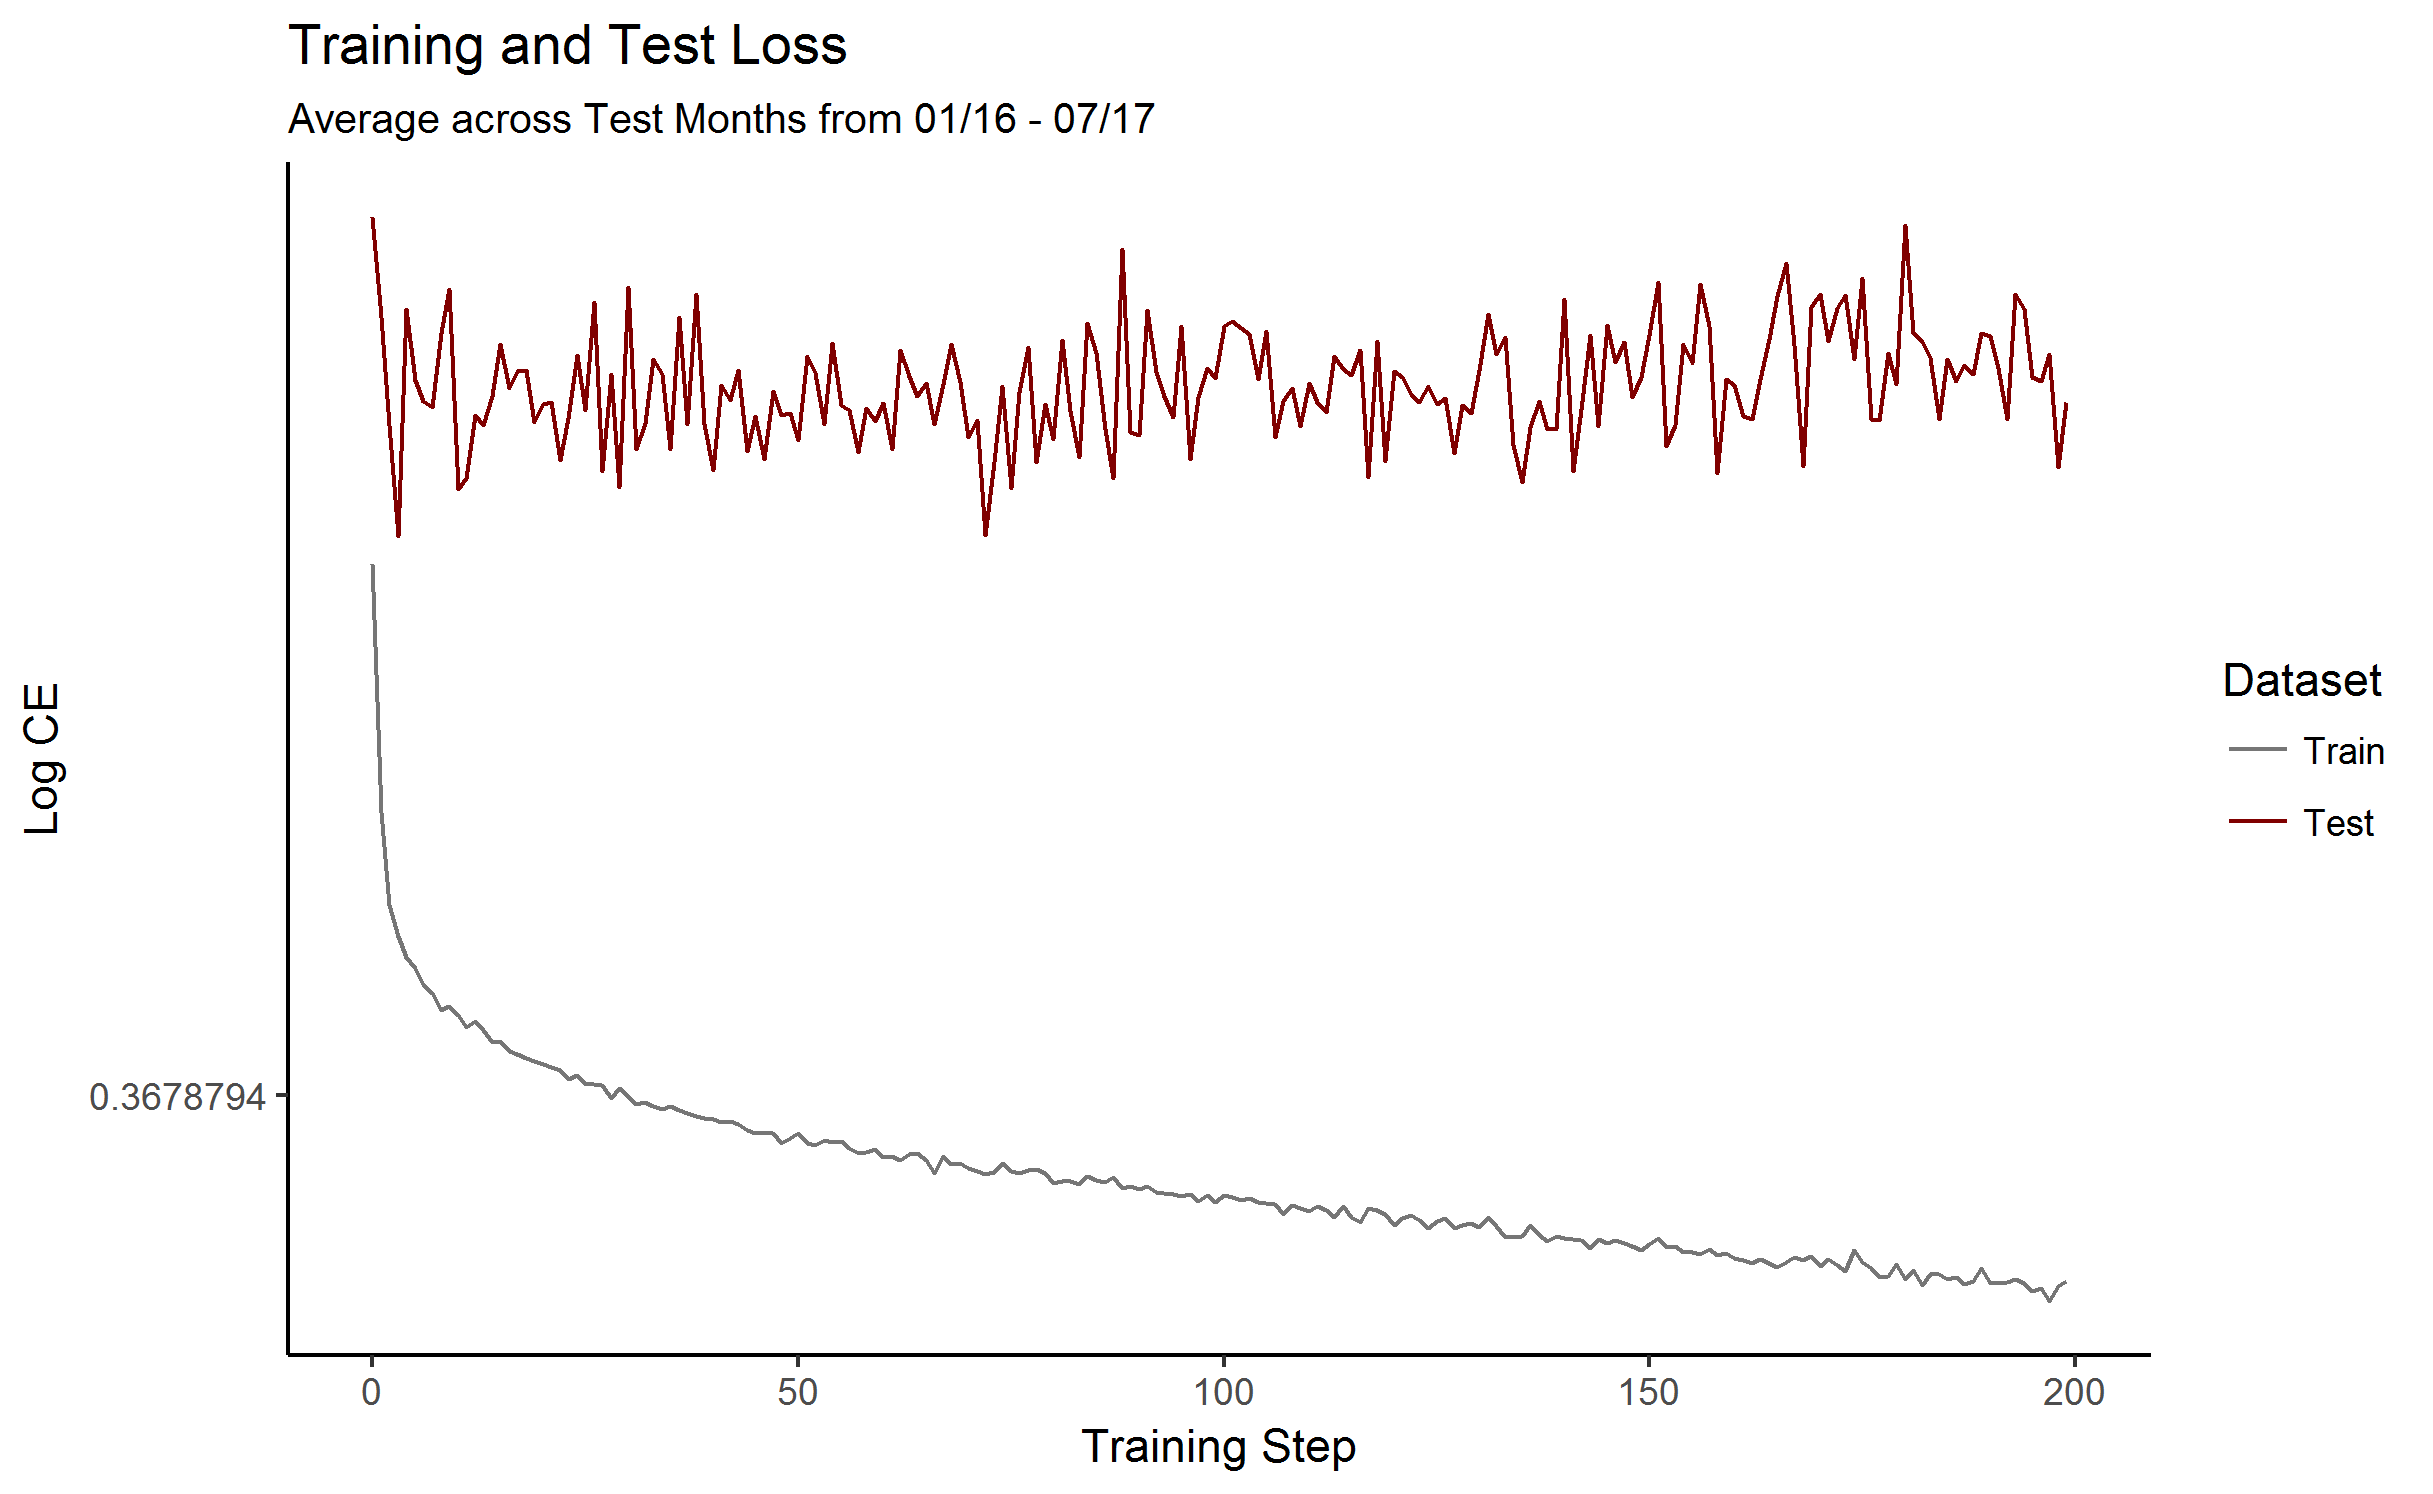 Training and Test Loss
Average across Test Months from 01/16 - 07/17
Log CE
0.3678794
0 50 100 150 200
Training Step
Dataset
Train
Test